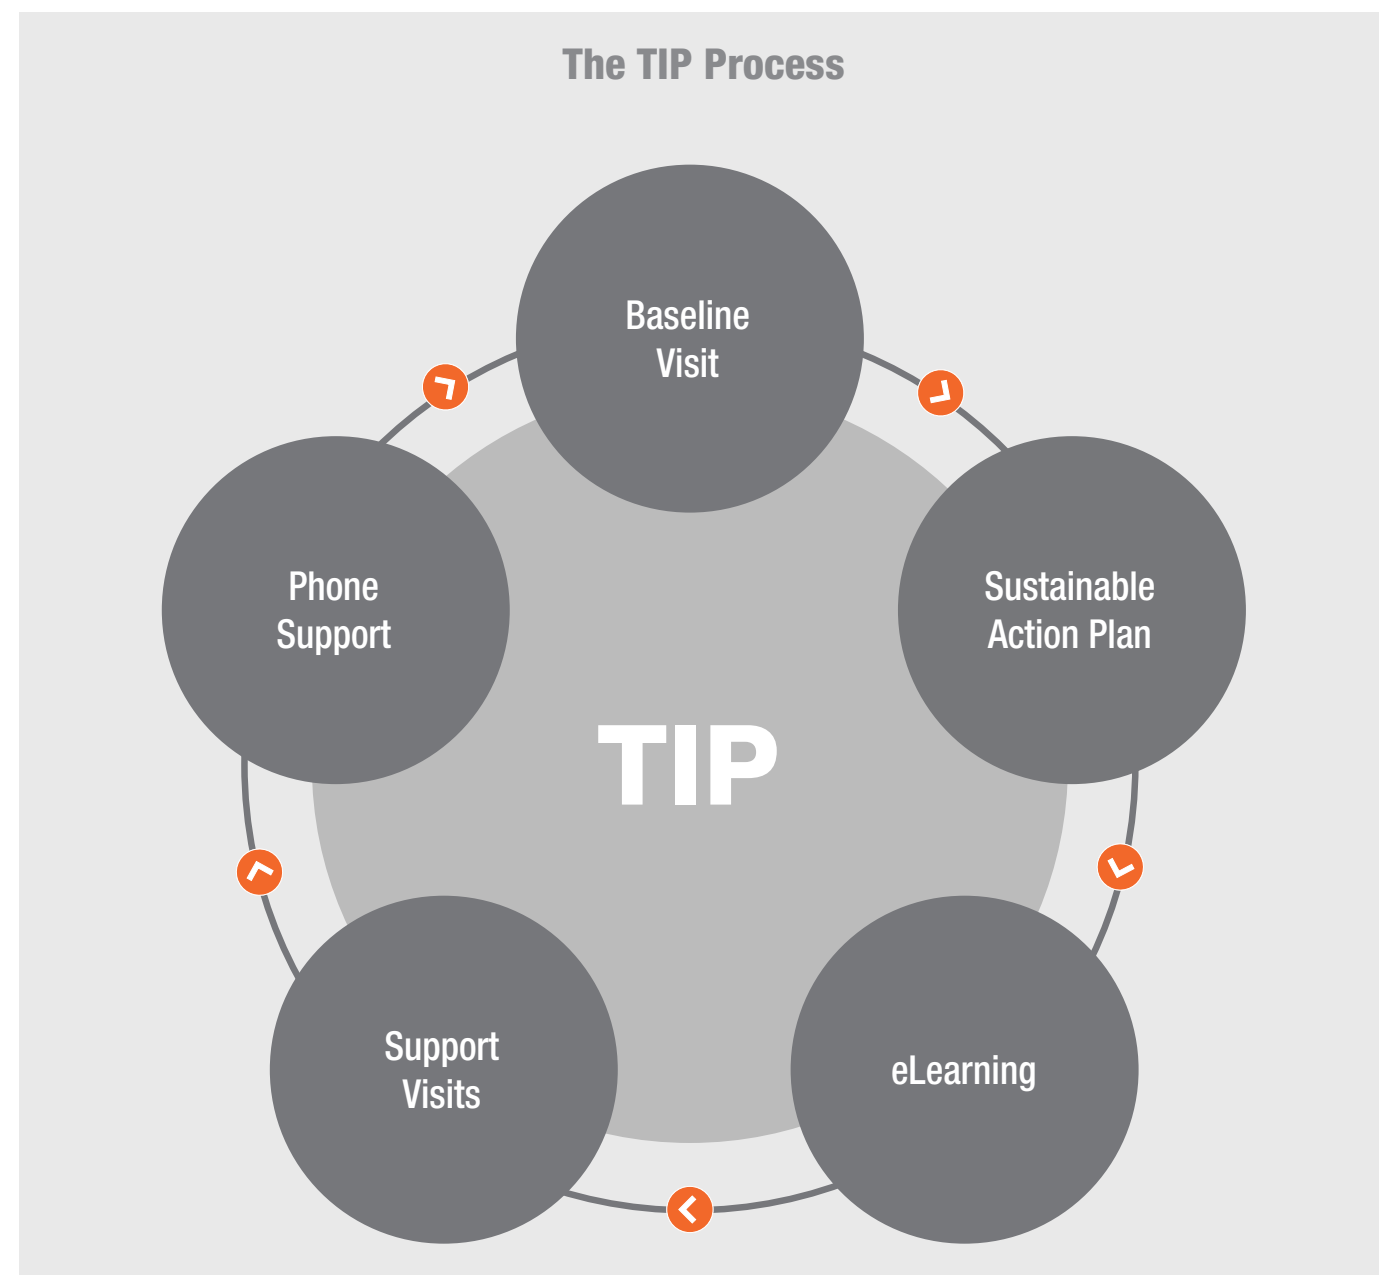 The TIP Process
Baseline
Visit
Phone
Support
Sustainable
Action Plan
TIP
Support
Visits
eLearning